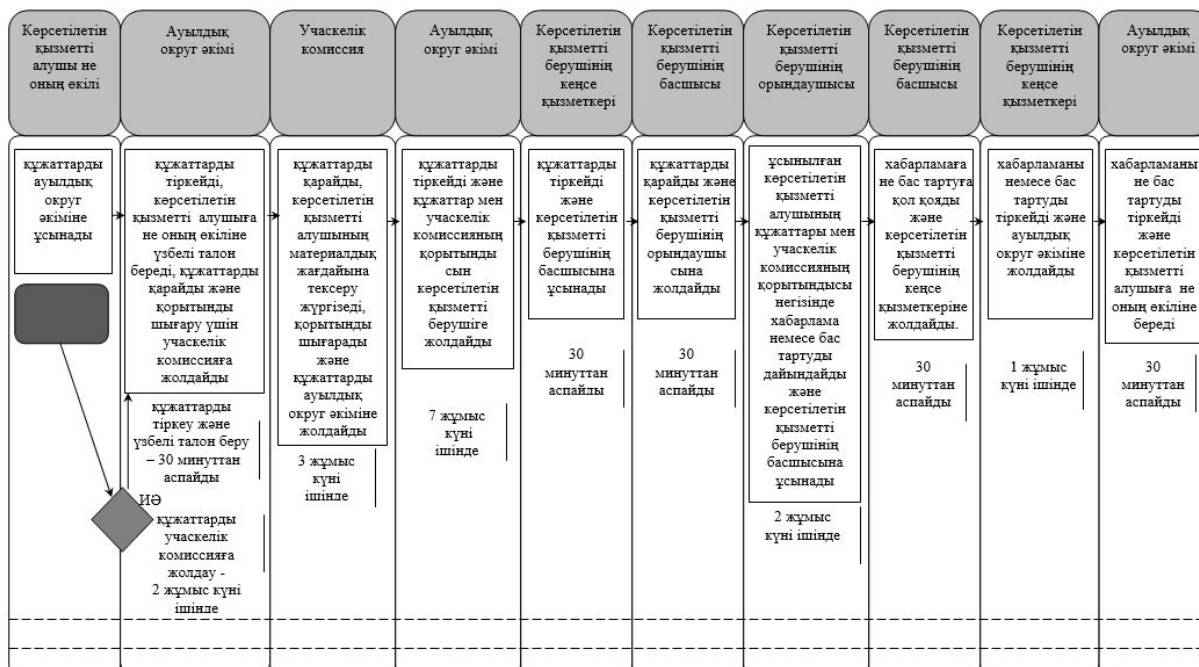 Көрсетілетін
қызметті
алушы не
оның өкілі
Ауылдық
округ әкімі
Учаскелік
комиссия
Ауылдық
округ әкімі
Көрсетілетін
қызметті
берушінің
кеңсе
қызметкері
Көрсетілетін
қызметті
берушінің
басшысы
Көрсетілетін
қызметті
берушінің
орындаушысы
Көрсетілетін
қызметті
берушінің
басшысы
Көрсетілетін
қызметті
берушінің
кеңсе
қызметкері
Ауылдық
округ әкімі
құжаттарды
ауылдық
округ
әкіміне
ұсынады
құжаттарды
тіркейді,
көрсетілетін
қызметті алушыға
не оның өкіліне
үзбелі талон
береді, құжаттарды
қарайды және
қорытынды
шығару үшін
учаскелік
комиссияға
жолдайды
құжаттарды
тіркеу және
үзбелі талон беру
– 30 минуттан
аспайды
ИӘ
құжаттарды
учаскелік
комиссияға
жолдау -
2 жұмыс күні
ішінде
құжаттарды
қарайды,
көрсетілетін
қызметті
алушының
материалдық
жағдайына
тексеру
жүргізеді,
қорытынды
шығарады
және
құжаттарды
ауылдық
округ әкіміне
жолдайды
3 жұмыс
күні
ішінде
құжаттарды
тіркейді және
құжаттар мен
учаскелік
комиссияның
қорытынды
сын
көрсетілетін
қызметті
берушіге
жолдайды
7 жұмыс
күні
ішінде
құжаттарды
тіркейді
және
көрсетілетін
қызметті
берушінің
басшысына
ұсынады
30
минуттан
аспайды
құжаттарды
қарайды және
көрсетілетін
қызметті
берушінің
орындаушы
сына
жолдайды
30
минуттан
аспайды
ұсынылған
көрсетілетін
қызметті
алушының
құжаттары мен
учаскелік
комиссияның
қорытындысы
негізінде
хабарлама
немесе бас
тартуды
дайындайды
және
көрсетілетін
қызметті
берушінің
басшысына
ұсынады
2 жұмыс
күні ішінде
хабарламаға
не бас тартуға
қол қояды
және
көрсетілетін
қызметті
берушінің
кеңсе
қызметкеріне
жолдайды.
30
минуттан
аспайды
хабарламаны
немесе бас
тартуды
тіркейді және
ауылдық
округ әкіміне
жолдайды
1 жұмыс
күні ішінде
хабарламаны
не бас
тартуды
тіркейді
және
көрсетілетін
қызметті
алушыға не
оның өкіліне
береді
30
минуттан
аспайды